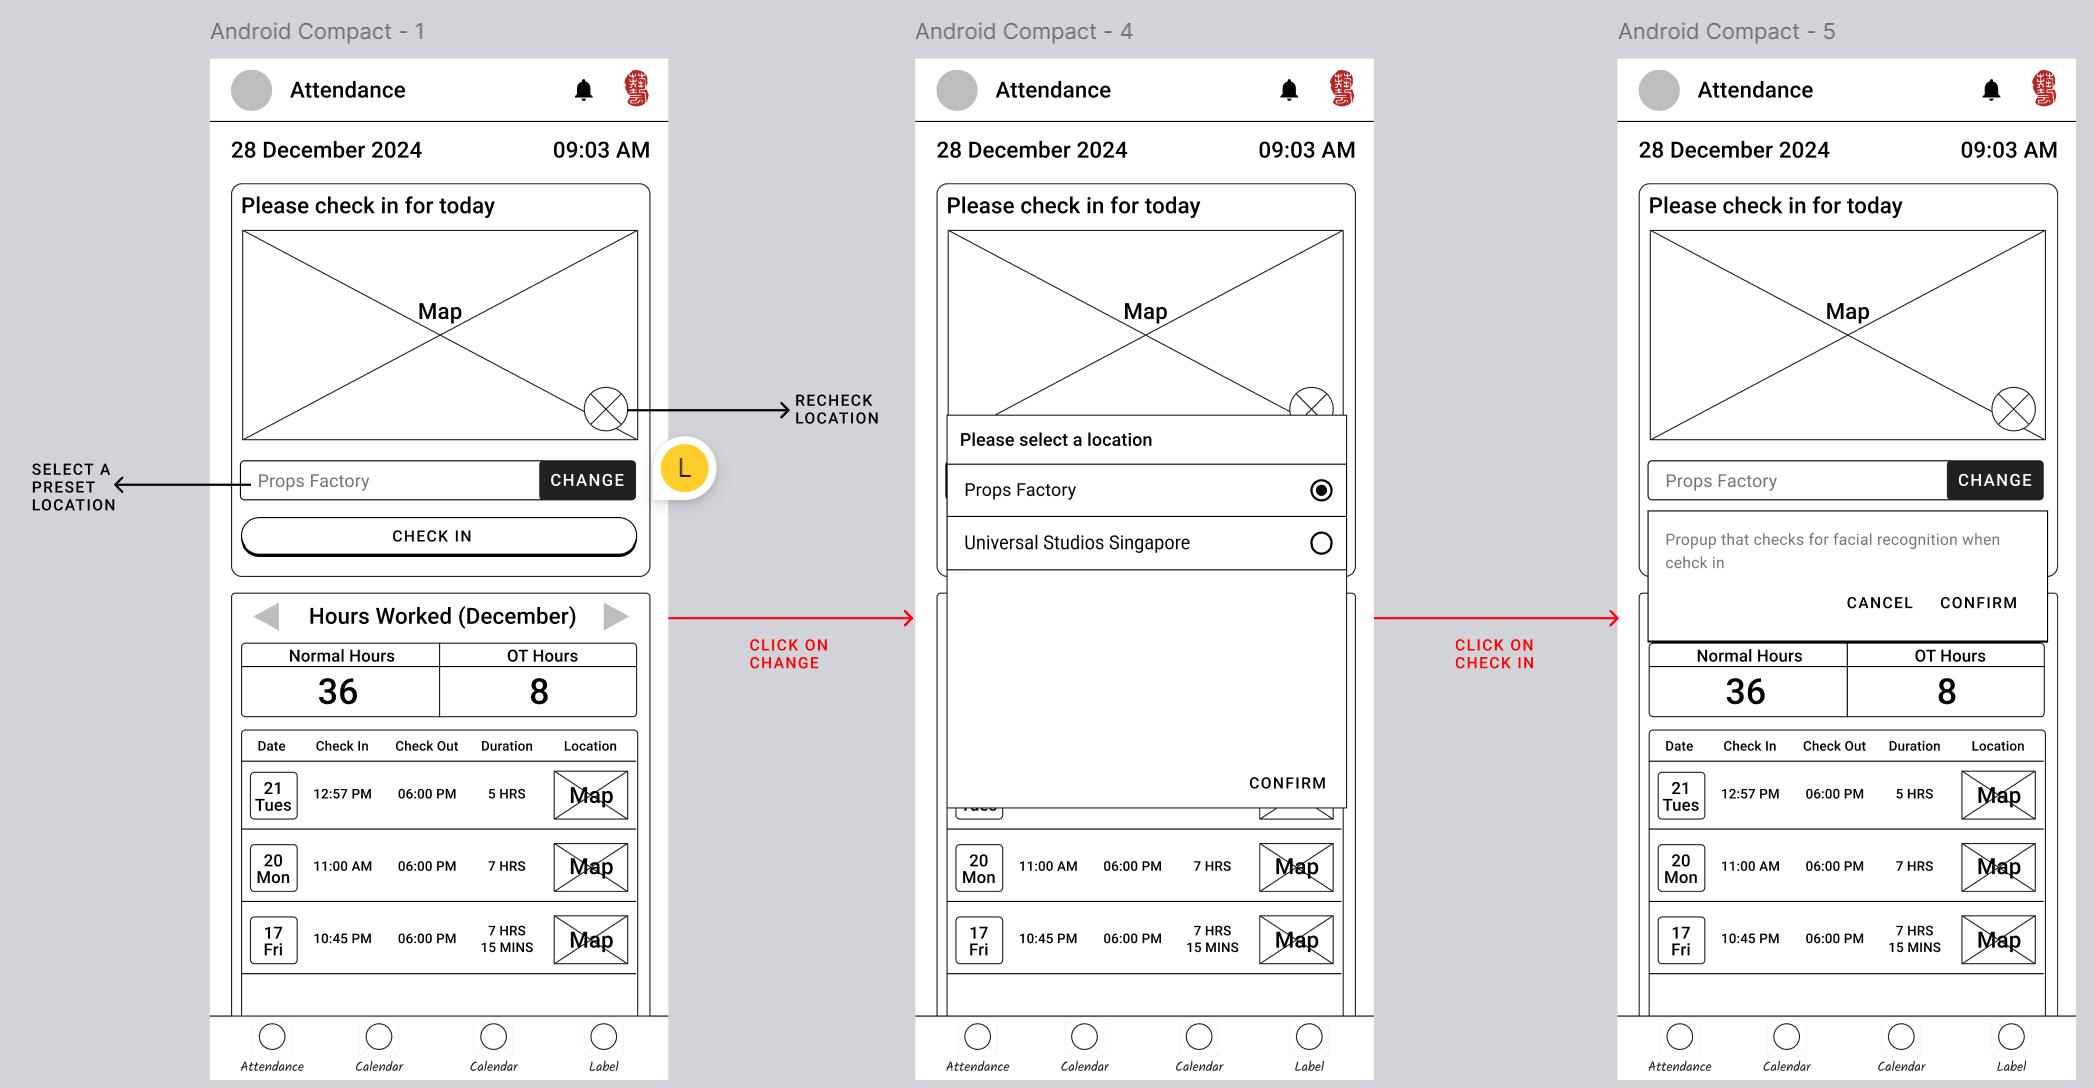 Android Compact - 1
Attendance
28 December 2024
09:03 AM
Please check in for today
Map
RECHECK
LOCATION
SELECT A
PRESET
LOCATION
Props Factory
CHANGE
L
CHECK IN
Hours Worked (December)
Normal Hours
OT Hours
36
8
Date
Check In
Check Out
Duration
Location
21
Tues
12:57 PM
06:00 PM
5 HRS
Map
20
Mon
11:00 AM
06:00 PM
7 HRS
Map
17
Fri
10:45 PM
06:00 PM
7 HRS
15 MINS
Map
Attendance
Calendar
Calendar
Label
CLICK ON
CHANGE
Android Compact - 4
Attendance
28 December 2024
09:03 AM
Please check in for today
Map
Please select a location
Props Factory
Universal Studios Singapore
CONFIRM
Tues
20
Mon
11:00 AM
06:00 PM
7 HRS
Map
17
Fri
10:45 PM
06:00 PM
7 HRS
15 MINS
Map
Attendance
Calendar
Calendar
Label
CLICK ON
CHECK IN
Android Compact - 5
Attendance
28 December 2024
09:03 AM
Please check in for today
Map
Props Factory
CHANGE
Propup that checks for facial recognition when
cehck in
CANCEL
CONFIRM
Normal Hours
OT Hours
36
8
Date
Check In
Check Out
Duration
Location
21
Tues
12:57 PM
06:00 PM
5 HRS
Map
20
Mon
11:00 AM
06:00 PM
7 HRS
Map
17
Fri
10:45 PM
06:00 PM
7 HRS
15 MINS
Map
Attendance
Calendar
Calendar
Label